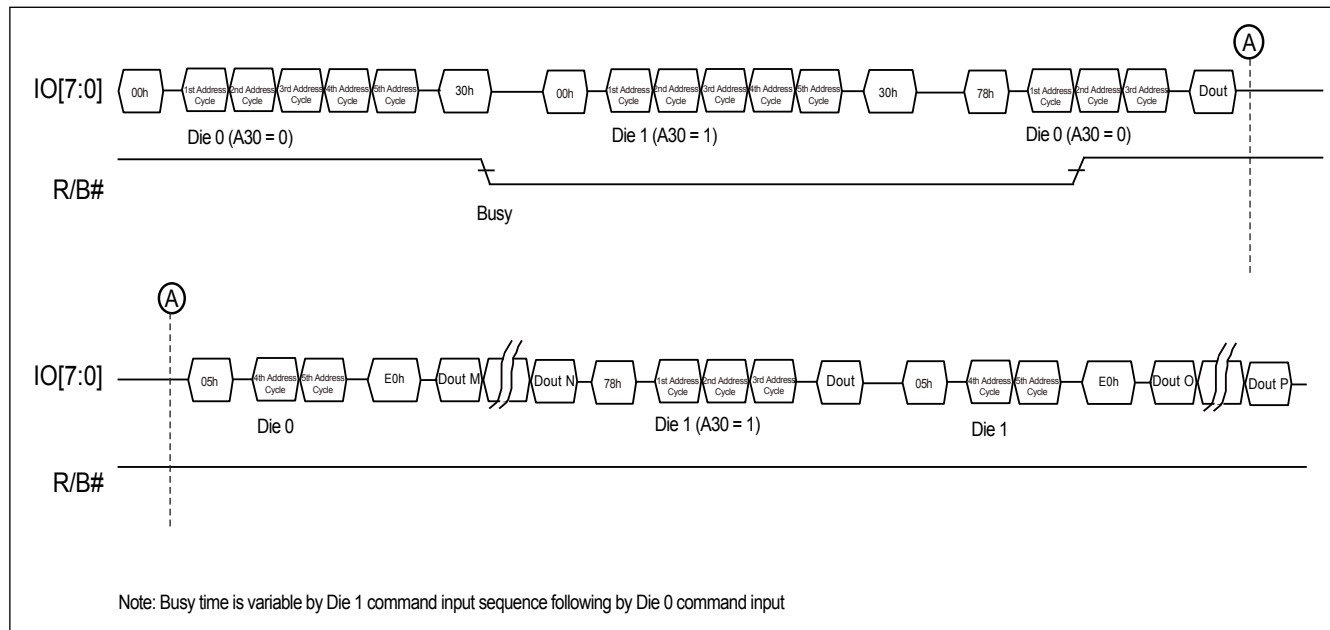 A
IO[7:0]
00h
1st Address Cycle
2nd Address Cycle
3rd Address Cycle
4th Address Cycle
5th Address Cycle
30h
00h
1st Address Cycle
2nd Address Cycle
3rd Address Cycle
4th Address Cycle
5th Address Cycle
30h
78h
1st Address Cycle
2nd Address Cycle
3rd Address Cycle
Dout
Die 0 (A30 = 0)
Die 1 (A30 = 1)
Die 0 (A30 = 0)
R/B#
Busy
A
IO[7:0]
05h
4th Address Cycle
5th Address Cycle
E0h
Dout M
Dout N
78h
1st Address Cycle
2nd Address Cycle
3rd Address Cycle
Dout
05h
4th Address Cycle
5th Address Cycle
E0h
Dout O
Dout P
Die 0
Die 1 (A30 = 1)
Die 1
R/B#
Note: Busy time is variable by Die 1 command input sequence following by Die 0 command input